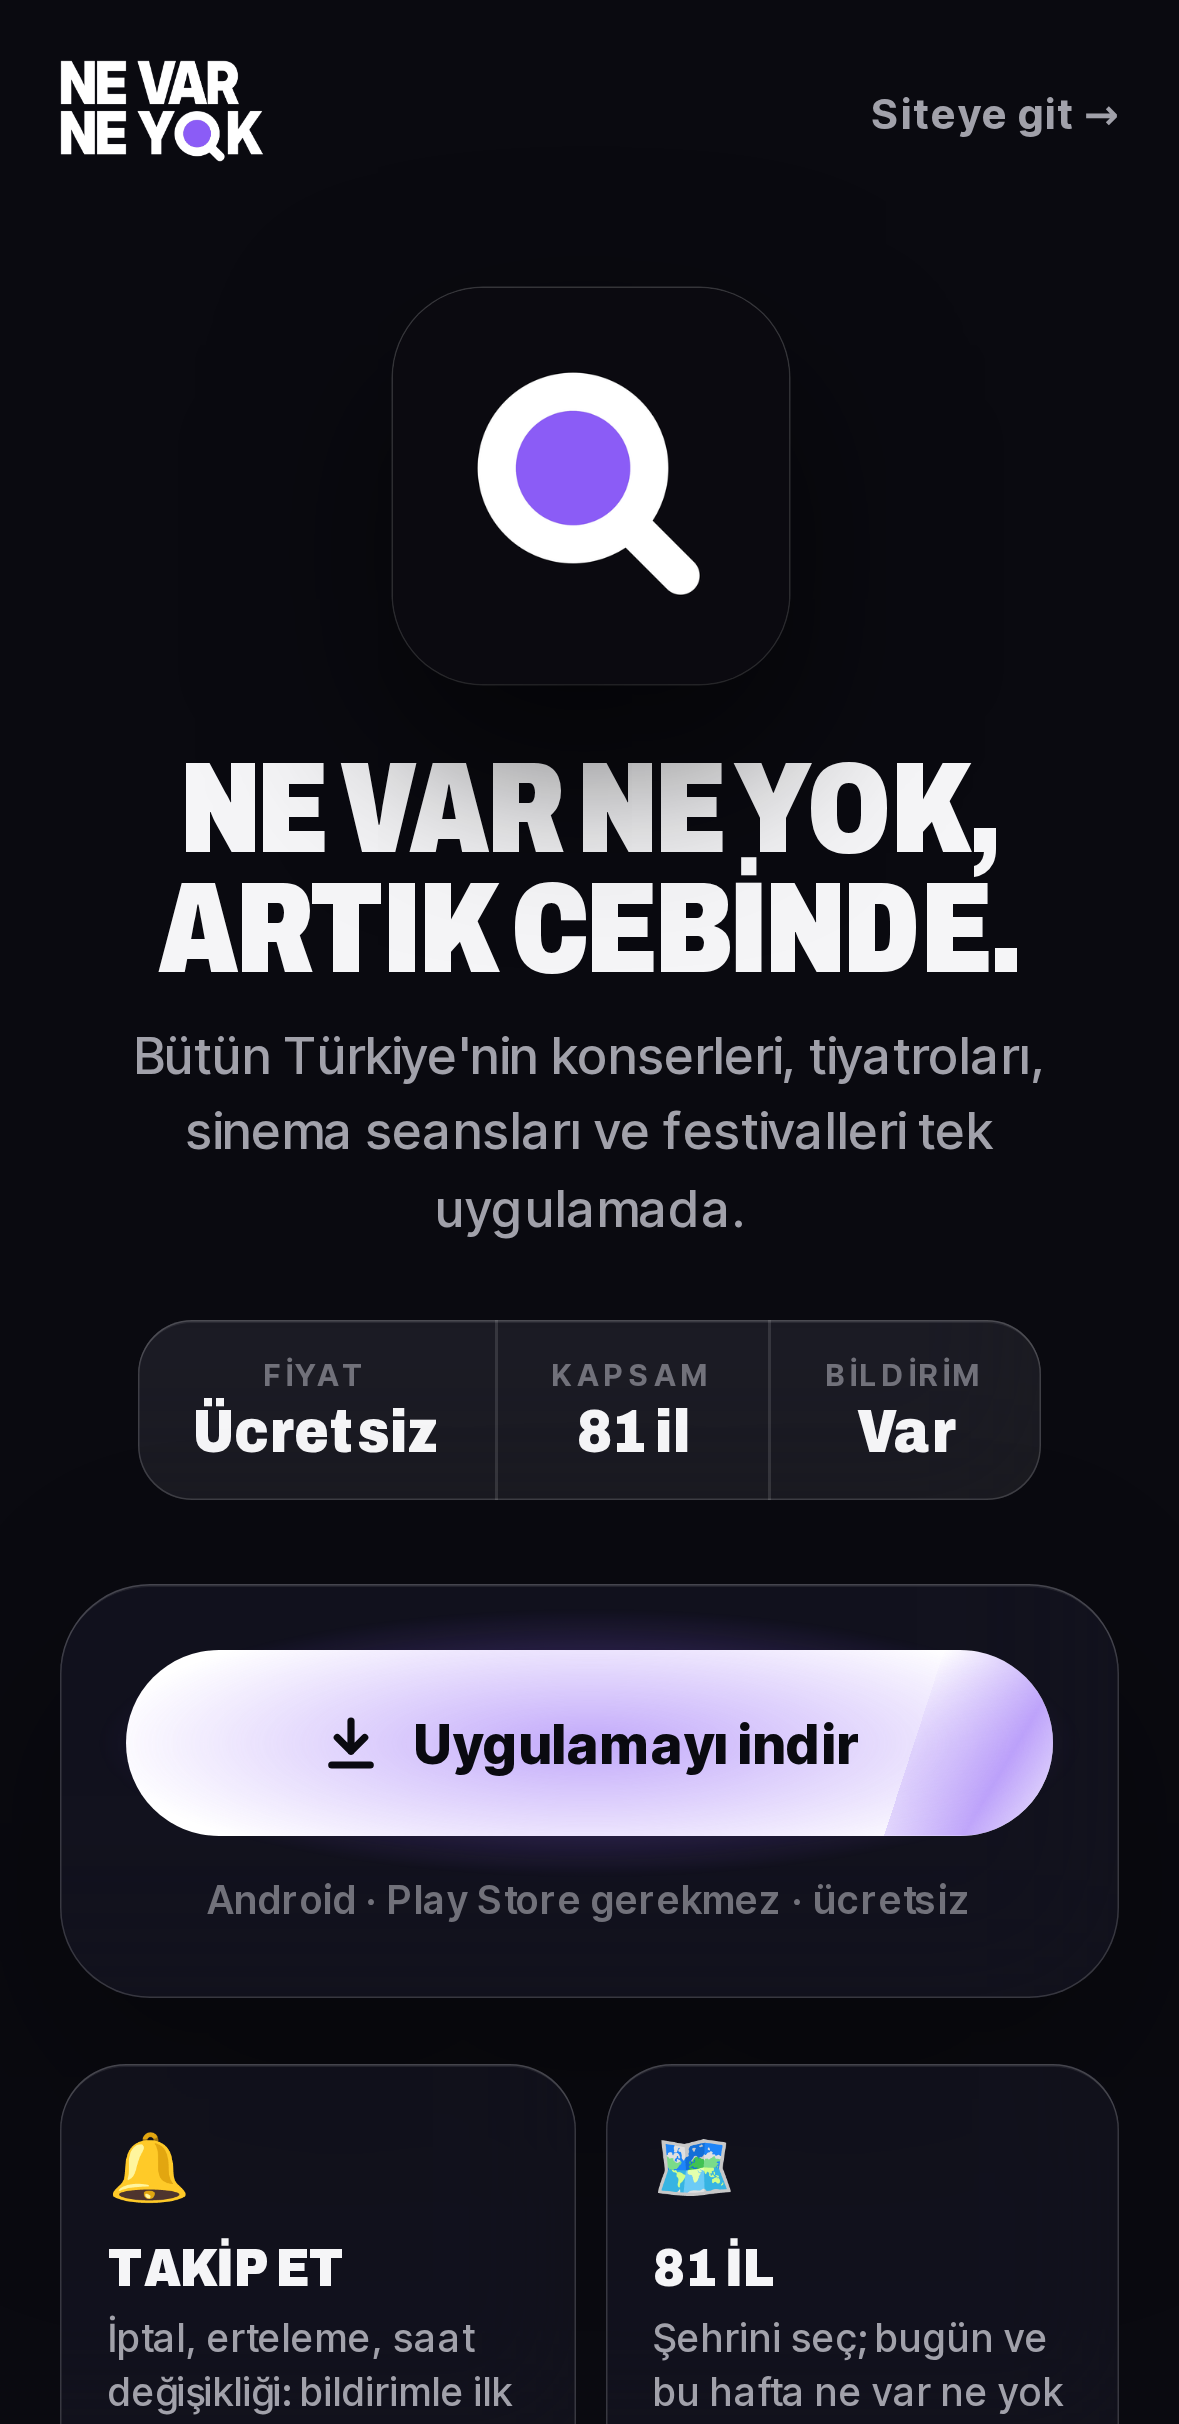 NE VAR
NE YOK
Siteye git →
NE VAR NE YOK,
ARTIK CEBİNDE.
Bütün Türkiye'nin konserleri, tiyatroları,
sinema seansları ve festivalleri tek
uygulamada.
FİYAT
Ücretsiz
KAPSAM
81 il
BİLDİRİM
Var
Uygulamayı indir
Android · Play Store gerekmez · ücretsiz
TAKİP ET
İptal, erteleme, saat
değişikliği: bildirimle ilk
81 İL
Şehrini seç; bugün ve
bu hafta ne var ne yok